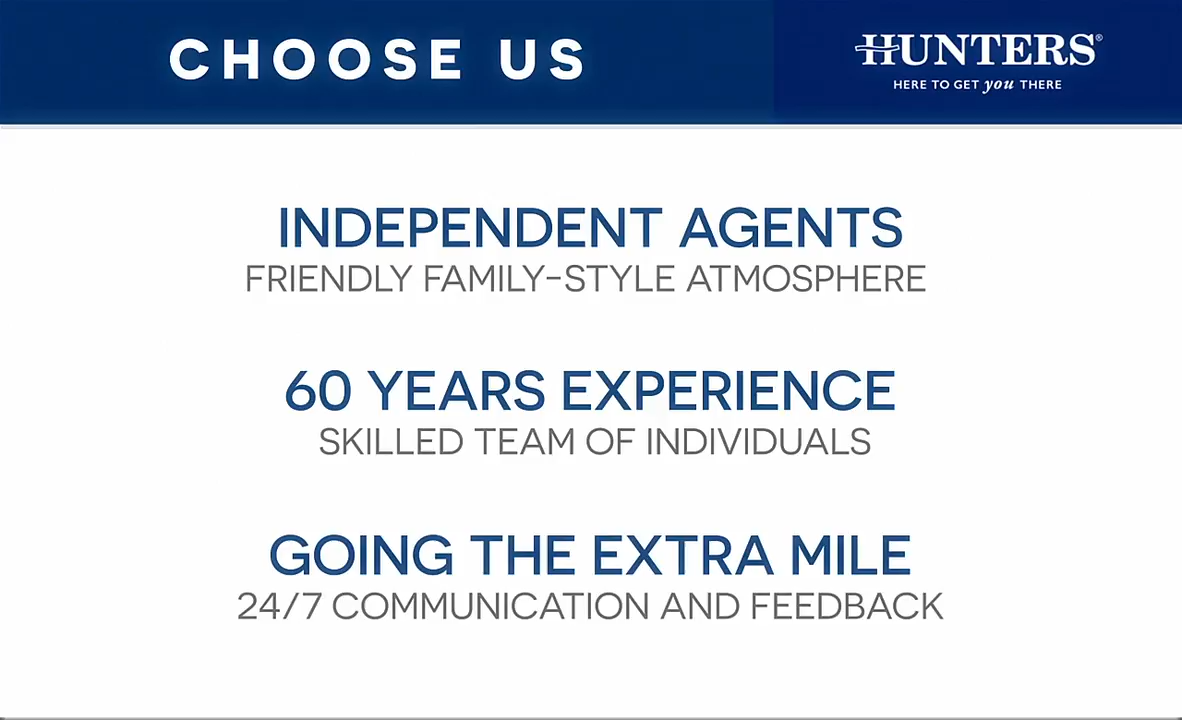 CHOOSE US
HUNTERS®
HERE TO GET you THERE
INDEPENDENT AGENTS
FRIENDLY FAMILY-STYLE ATMOSPHERE
60 YEARS EXPERIENCE
SKILLED TEAM OF INDIVIDUALS
GOING THE EXTRA MILE
24/7 COMMUNICATION AND FEEDBACK